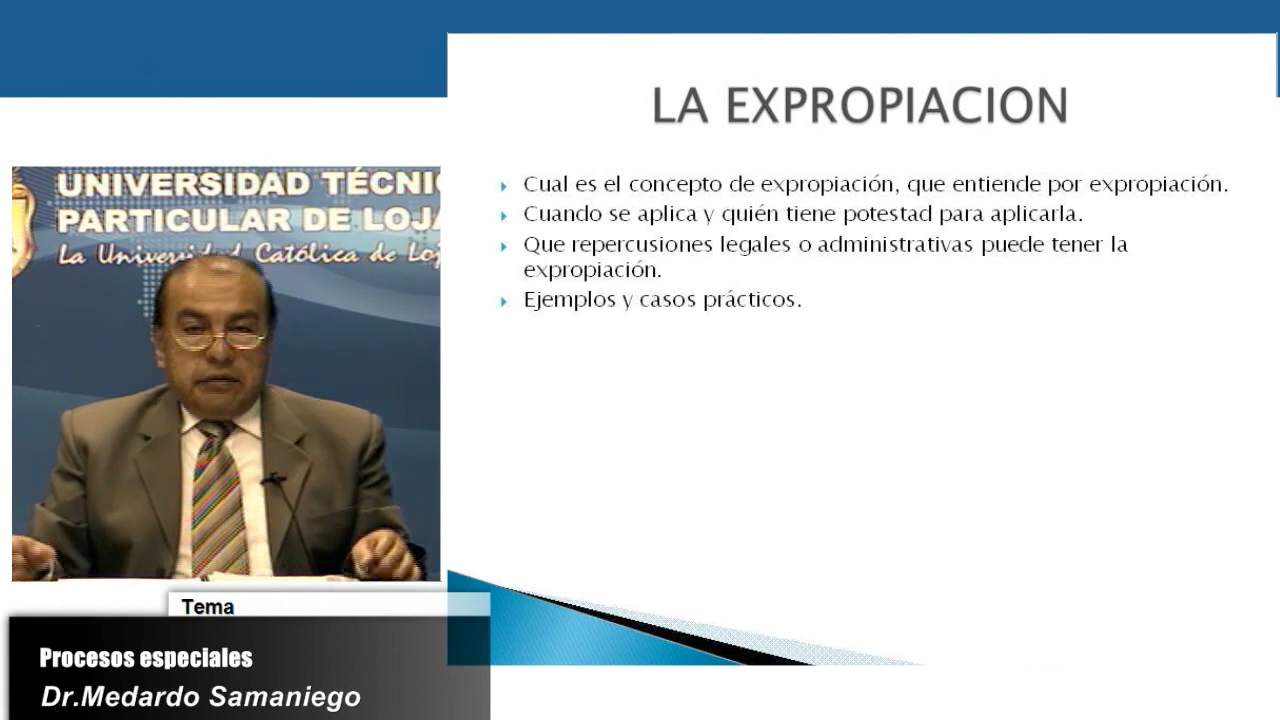 LA EXPROPIACION
UNIVERSIDAD TÉCNI
PARTICULAR DE LOJA
La Universidad Católica de Loj
Cual es el concepto de expropiación, que entiende por expropiación.
Cuando se aplica y quién tiene potestad para aplicarla.
Que repercusiones legales o administrativas puede tener la
expropiación.
Ejemplos y casos prácticos.
Tema
Procesos especiales
Dr.Medardo Samaniego